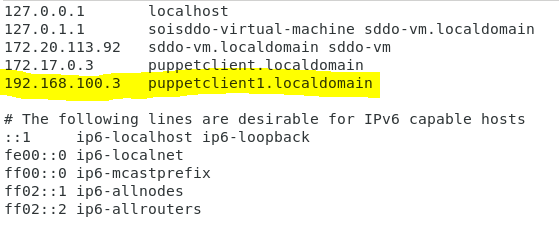 127.0.0.1 localhost
127.0.1.1 soisddo-virtual-machine sddo-vm.localdomain
172.20.113.92 sddo-vm.localdomain sddo-vm
172.17.0.3 puppetclient.localdomain
192.168.100.3 puppetclient1.localdomain
# The following lines are desirable for IPv6 capable hosts
::1 ip6-localhost ip6-loopback
fe00::0 ip6-localnet
ff00::0 ip6-mcastprefix
ff02::1 ip6-allnodes
ff02::2 ip6-allrouters